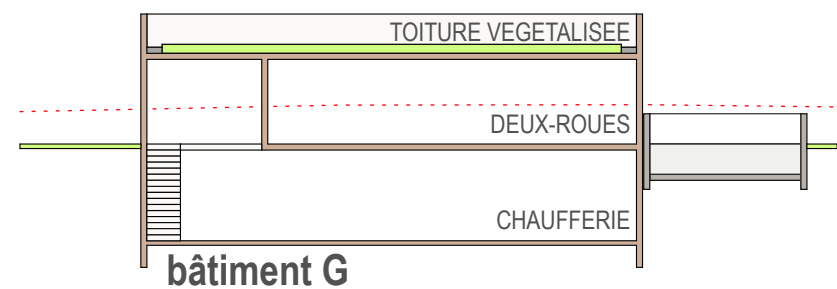 TOITURE VEGETALISEE
DEUX-ROUES
CHAUFFERIE
bâtiment G